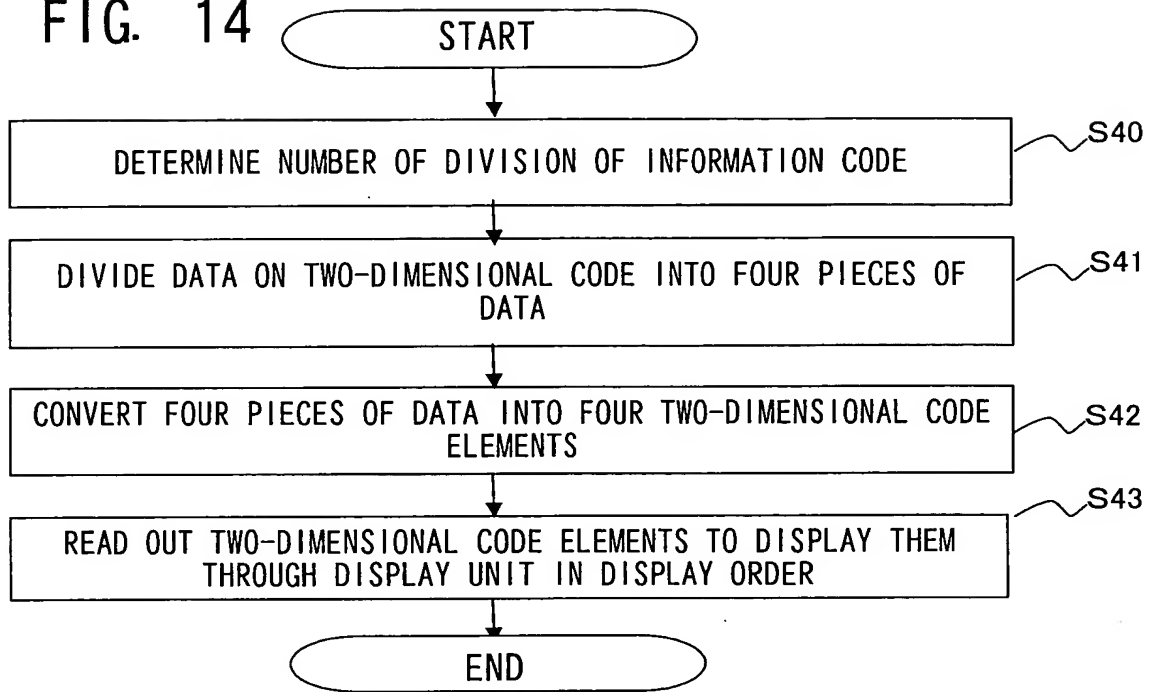 FIG. 14
START
DETERMINE NUMBER OF DIVISION OF INFORMATION CODE
S40
DIVIDE DATA ON TWO-DIMENSIONAL CODE INTO FOUR PIECES OF
DATA
S41
CONVERT FOUR PIECES OF DATA INTO FOUR TWO-DIMENSIONAL CODE
ELEMENTS
S42
READ OUT TWO-DIMENSIONAL CODE ELEMENTS TO DISPLAY THEM
THROUGH DISPLAY UNIT IN DISPLAY ORDER
S43
END